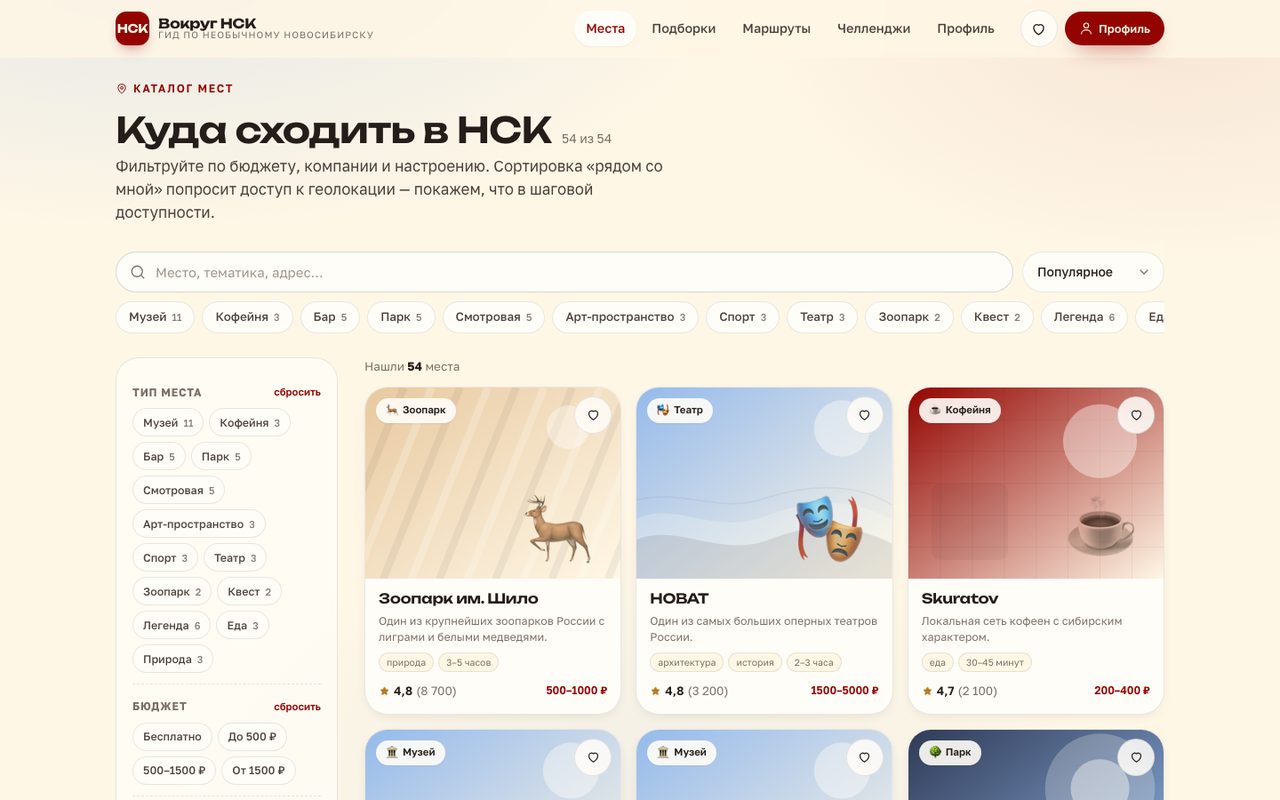 НСК
Вокруг НСК
ГИД ПО НЕОБЫЧНОМУ НОВОСИБИРСКУ
Места
Подборки
Маршруты
Челленджи
Профиль
Профиль
КАТАЛОГ МЕСТ
Куда сходить в НСК 54 из 54
Фильтруйте по бюджету, компании и настроению. Сортировка «рядом со
мной» попросит доступ к геолокации — покажем, что в шаговой
доступности.
Место, тематика, адрес...
Популярное
Музей 11
Кофейня 3
Бар 5
Парк 5
Смотровая 5
Арт-пространство 3
Спорт 3
Театр 3
Зоопарк 2
Квест 2
Легенда 6
Ед
ТИП МЕСТА сбросить
Музей 11 Кофейня 3
Бар 5 Парк 5
Смотровая 5
Арт-пространство 3
Спорт 3 Театр 3
Зоопарк 2 Квест 2
Легенда 6 Еда 3
Природа 3
БЮДЖЕТ сбросить
Бесплатно До 500 ₽
500–1500 ₽ От 1500 ₽
Нашли 54 места
Зоопарк
Зоопарк им. Шило
Один из крупнейших зоопарков России с
лиграми и белыми медведями.
природа 3–5 часов
4,8 (8 700) 500–1000 ₽
Театр
НОВАТ
Один из самых больших оперных театров
России.
архитектура история 2–3 часа
4,8 (3 200) 1500–5000 ₽
Кофейня
Skuratov
Локальная сеть кофеен с сибирским
характером.
еда 30–45 минут
4,7 (2 100) 200–400 ₽
Музей
Музей
Парк